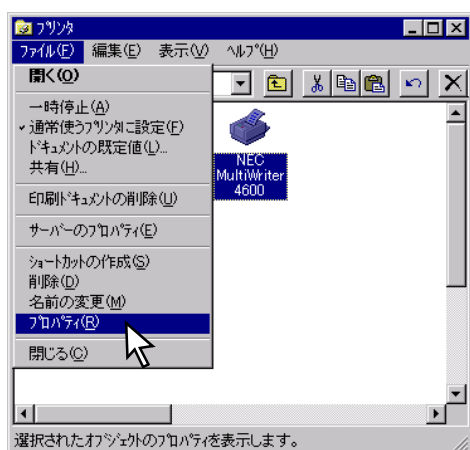 プリンタ
ファイル(F) 編集(E) 表示(V) ヘルプ(H)
開く(O)
一時停止(A)
通常使うプリンタに設定(F)
ドキュメントの既定値(L)...
共有(H)...
印刷ドキュメントの削除(U)
サーバーのプロパティ(E)
ショートカットの作成(S)
削除(D)
名前の変更(M)
プロパティ(R)
閉じる(C)
NEC
MultiWriter
4600
選択されたオブジェクトのプロパティを表示します。